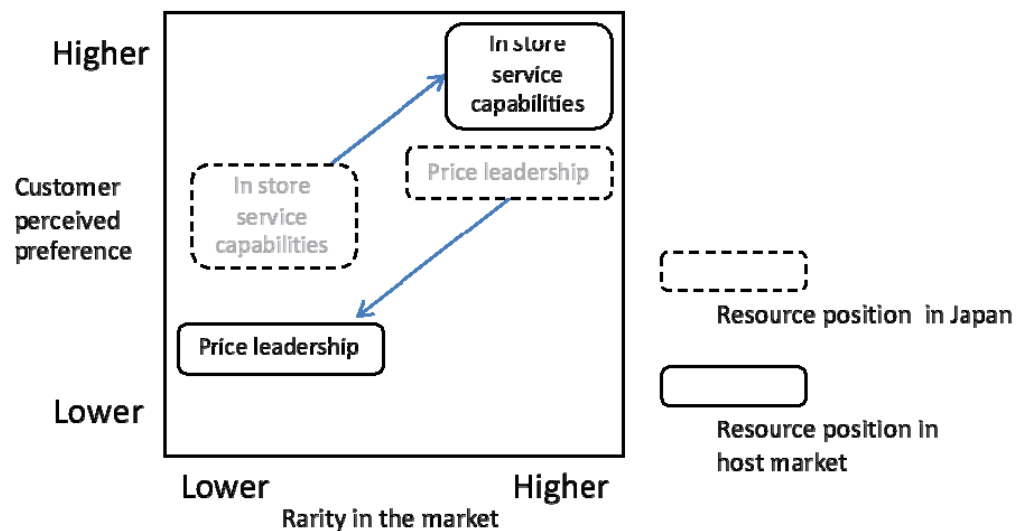 Higher
In store
service
capabilities
Price leadership
In store
service
capabilities
Customer
perceived
preference
Resource position in Japan
Price leadership
Lower
Resource position in
host market
Lower
Higher
Rarity in the market